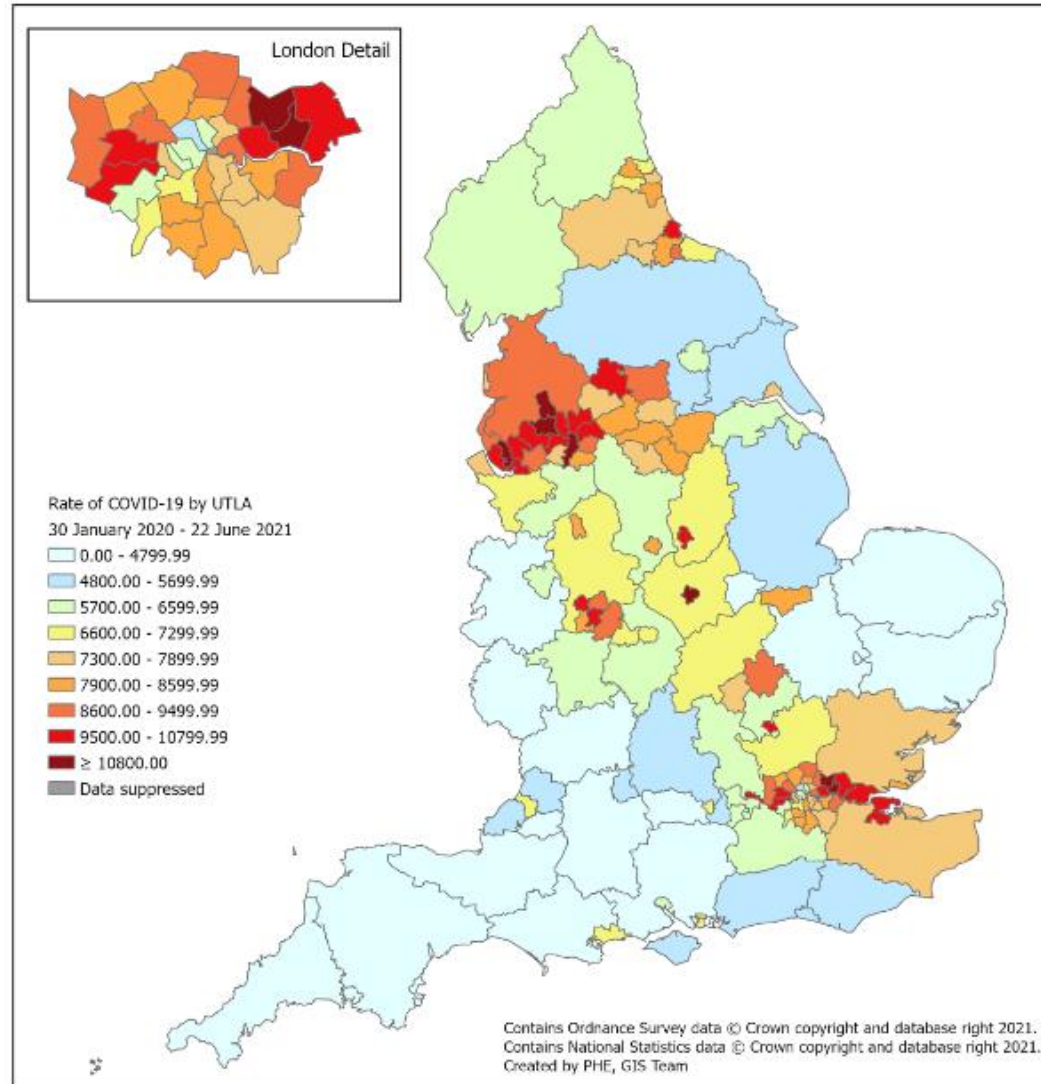 London Detail
Rate of COVID-19 by UTLA
30 January 2020 - 22 June 2021
0.00 - 4799.99
4800.00 - 5699.99
5700.00 - 6599.99
6600.00 - 7299.99
7300.00 - 7899.99
7900.00 - 8599.99
8600.00 - 9499.99
9500.00 - 10799.99
≥ 10800.00
Data suppressed
Contains Ordnance Survey data © Crown copyright and database right 2021.
Contains National Statistics data © Crown copyright and database right 2021.
Created by PHE, GIS Team